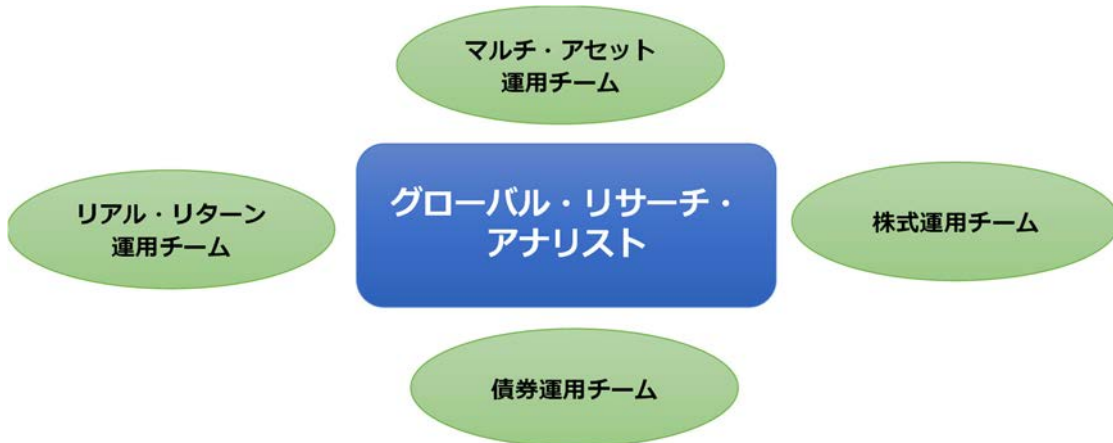 マルチ・アセット
運用チーム
リアル・リターン
運用チーム
グローバル・リサーチ・
アナリスト
株式運用チーム
債券運用チーム